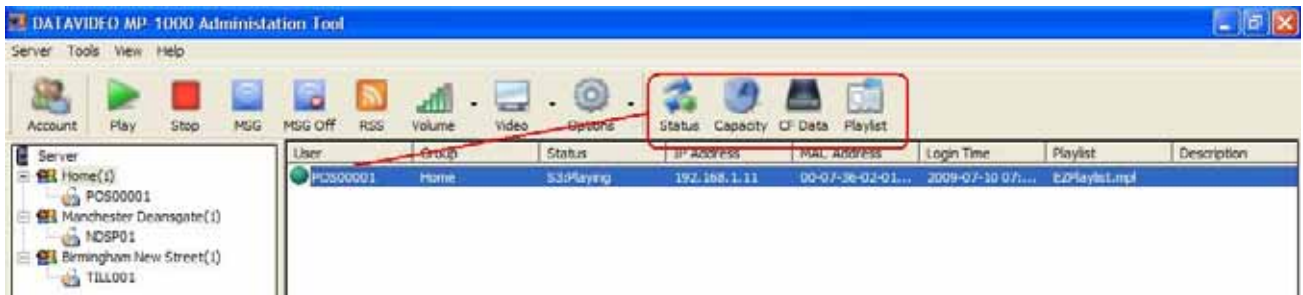 DATAVIDEO MP-1000 Administation Tool
Server Tools View Help
Account Play Stop MSG MSG Off RSS Volume Video Options Status Capacity CF Data Playlist
Server
Home(1)
POS00001
Manchester Deansgate(1)
NDSP01
Birmingham New Street(1)
TILL001
User Group Status IP Address MAC Address Login Time Playlist Description
POS00001 Home S3:Playing 192.168.1.11 00-07-36-02-01... 2009-07-10 07:... EZPlaylist.mpl